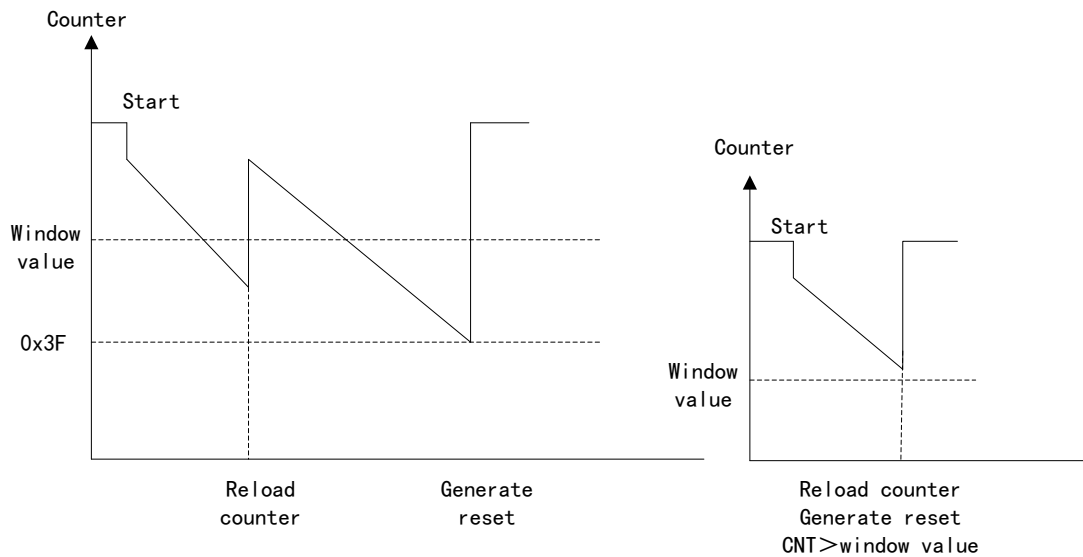 Counter
Start
Window
value
0x3F
Reload
counter
Generate
reset
Counter
Start
Window
value
Reload counter
Generate reset
CNT＞window value